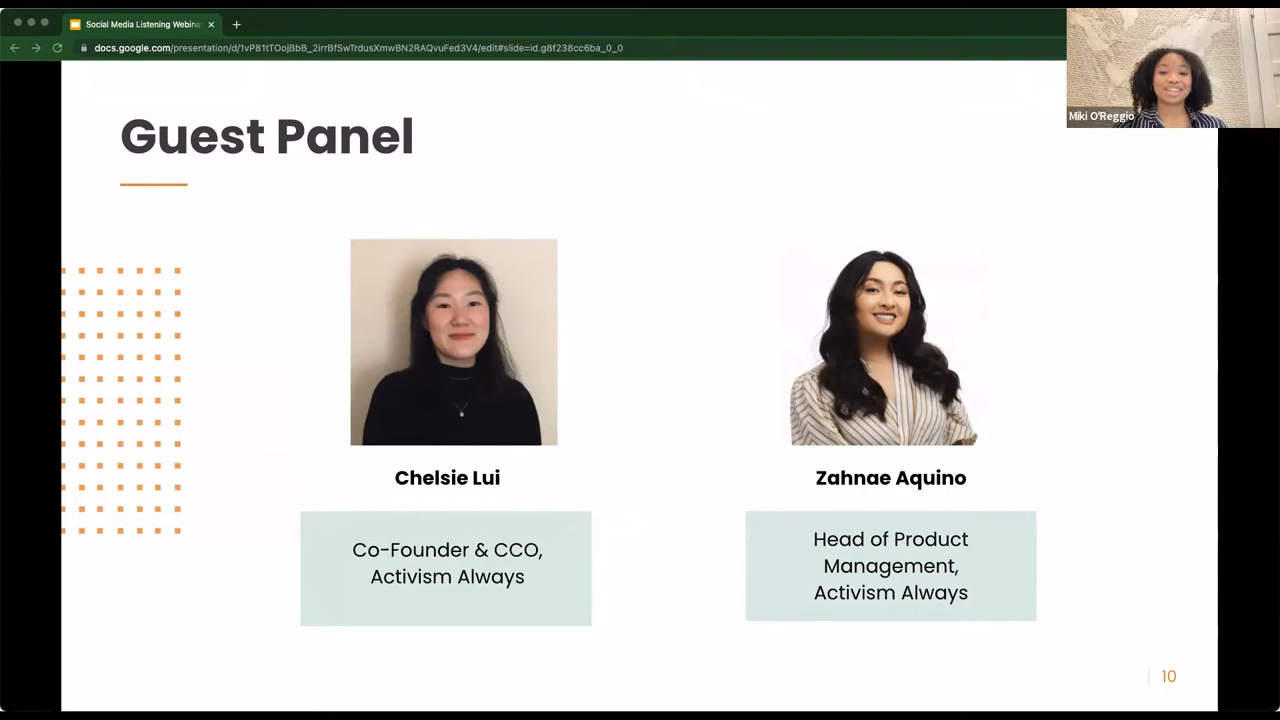 Social Media Listening Webina
docs.google.com/presentation/d/1vP81tTOojBbB_2irrBfSwTrdusXmwBN2RAQvuFed3V4/edit#slide=id.g8f238cc6ba_0_0
Miki O'Reggio
Guest Panel
Chelsie Lui
Zahnae Aquino
Co-Founder & CCO,
Activism Always
Head of Product
Management,
Activism Always
10